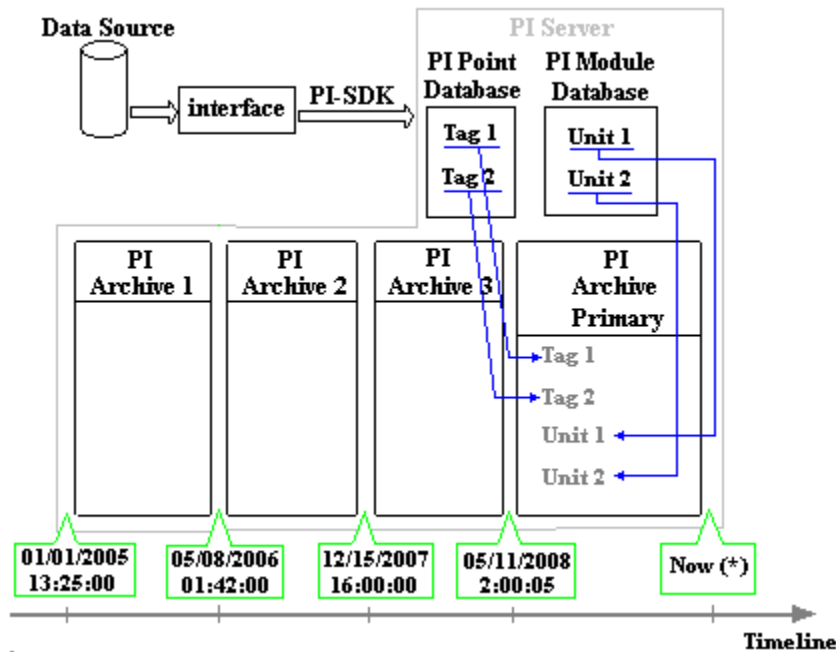 Data Source
PI Server
PI Point
Database
PI Module
Database
interface
PI-SDK
Tag 1
Tag 2
Unit 1
Unit 2
PI
Archive 1
PI
Archive 2
PI
Archive 3
PI
Archive
Primary
Tag 1
Tag 2
Unit 1
Unit 2
01/01/2005
13:25:00
05/08/2006
01:42:00
12/15/2007
16:00:00
05/11/2008
2:00:05
Now (*)
Timeline